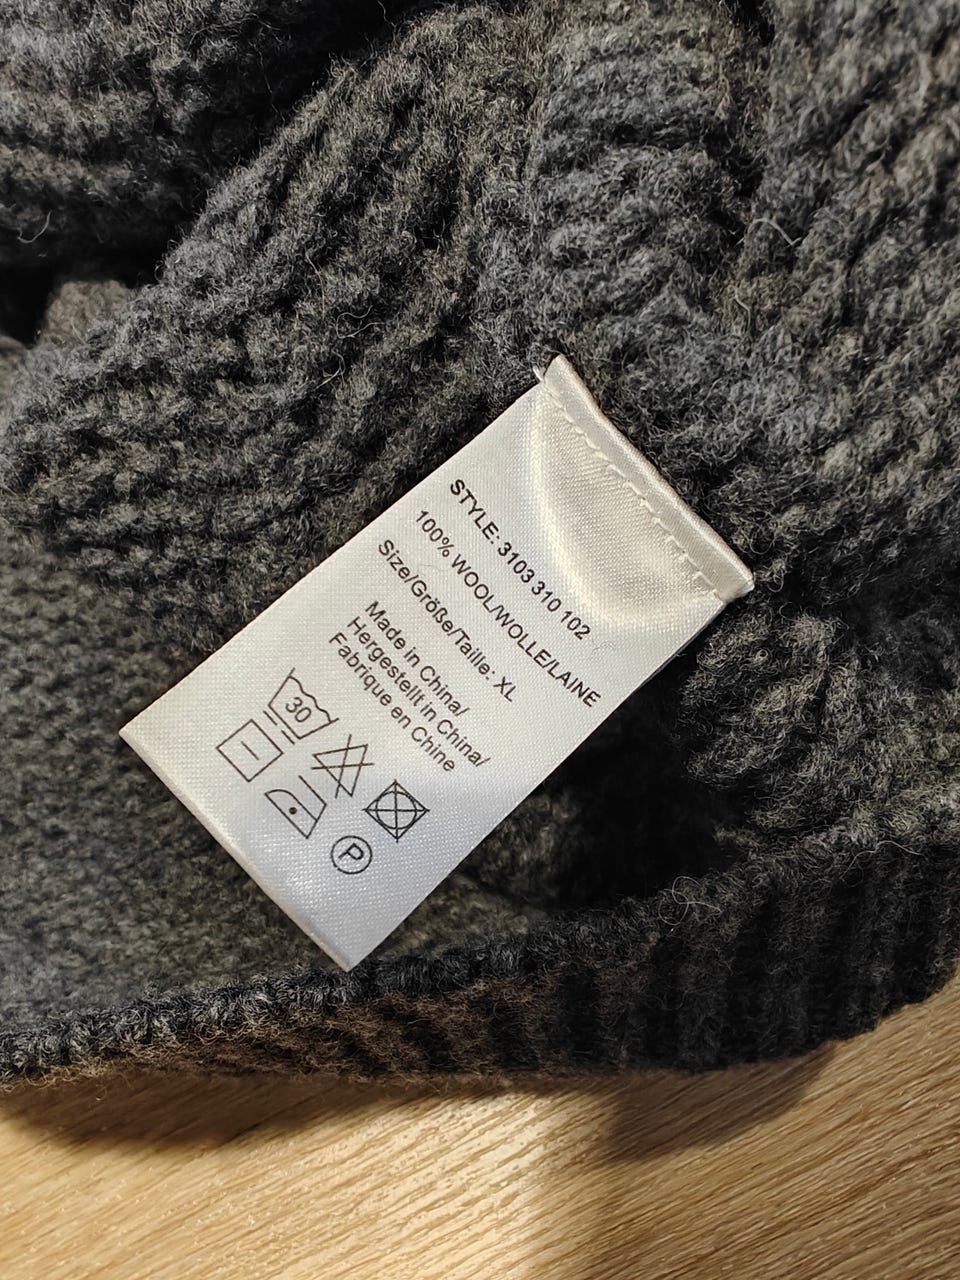 STYLE: 3103 310 102
100% WOOL/WOLLE/LAINE
Size/Größe/Taille: XL
Made in China/
Hergestellt in China/
Fabrique en Chine
30
P